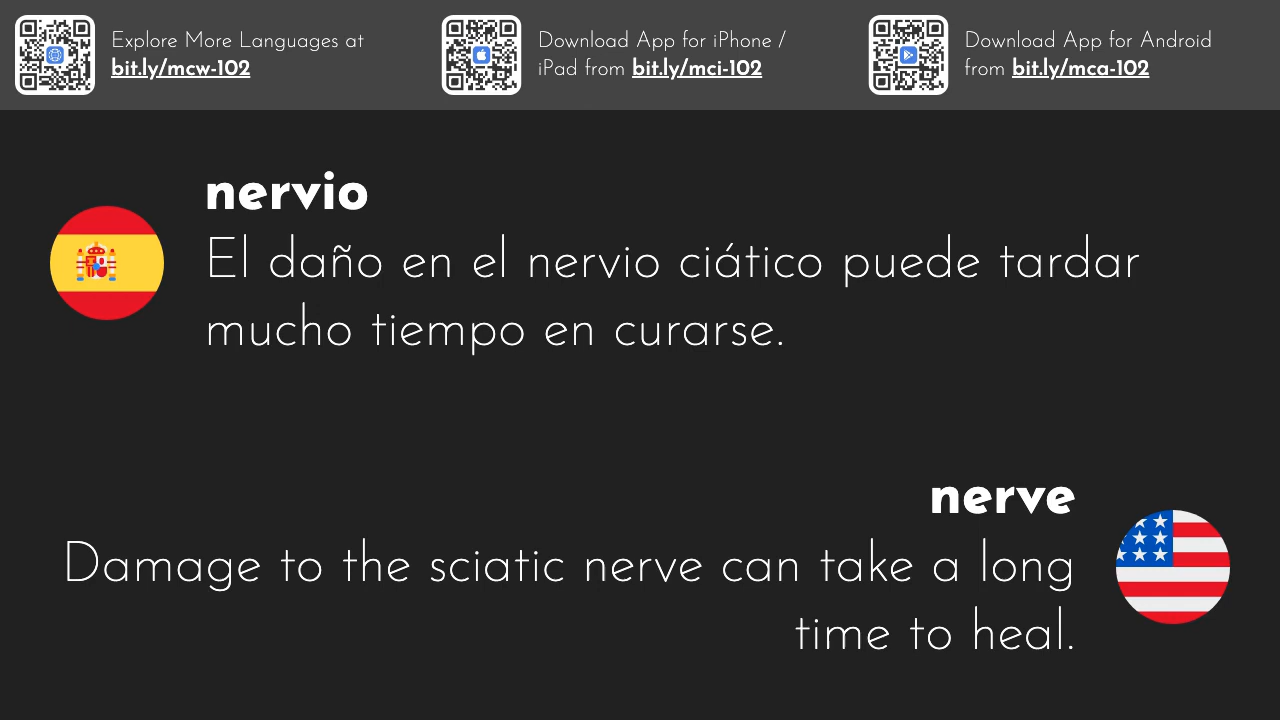 Explore More Languages at
bit.ly/mcw-102
Download App for iPhone /
iPad from bit.ly/mci-102
Download App for Android
from bit.ly/mca-102
nervio
El daño en el nervio ciático puede tardar
mucho tiempo en curarse.
nerve
Damage to the sciatic nerve can take a long
time to heal.